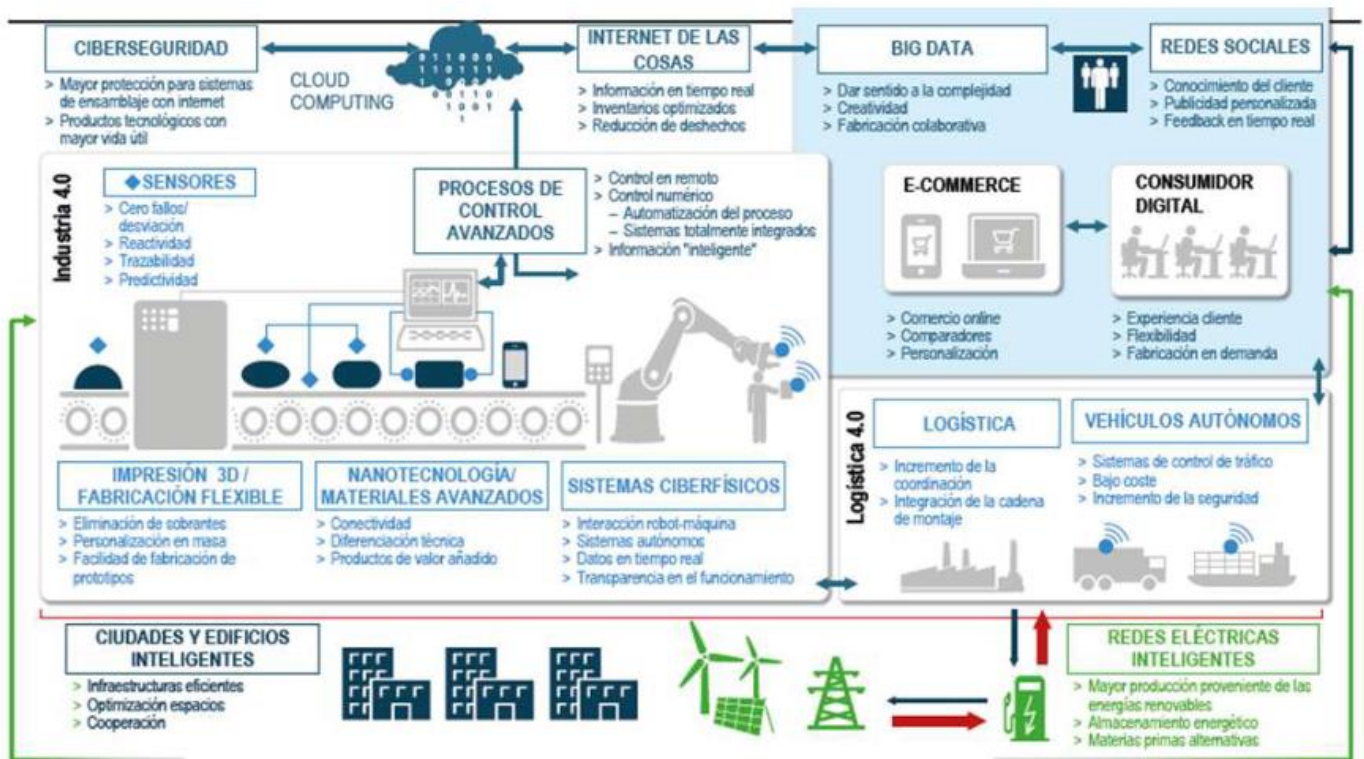 CIBERSEGURIDAD
> Mayor protección para sistemas
de ensamblaje con internet
> Productos tecnológicos con
mayor vida útil
CLOUD
COMPUTING
01000
110100
01110
1001
INTERNET DE LAS
COSAS
> Información en tiempo real
> Inventarios optimizados
> Reducción de deshechos
BIG DATA
> Dar sentido a la complejidad
> Creatividad
> Fabricación colaborativa
REDES SOCIALES
> Conocimiento del cliente
> Publicidad personalizada
> Feedback en tiempo real
Industria 4.0
SENSORES
> Cero fallos/
desviación
> Reactividad
> Trazabilidad
> Predictividad
PROCESOS DE
CONTROL
AVANZADOS
> Control en remoto
> Control numérico
– Automatización del proceso
– Sistemas totalmente integrados
> Información "inteligente"
E-COMMERCE
> Comercio online
> Comparadores
> Personalización
CONSUMIDOR
DIGITAL
> Experiencia cliente
> Flexibilidad
> Fabricación en demanda
IMPRESIÓN 3D /
FABRICACIÓN FLEXIBLE
> Eliminación de sobrantes
> Personalización en masa
> Facilidad de fabricación de
prototipos
NANOTECNOLOGÍA/
MATERIALES AVANZADOS
> Conectividad
> Diferenciación técnica
> Productos de valor añadido
SISTEMAS CIBERFÍSICOS
> Interacción robot-máquina
> Sistemas autónomos
> Datos en tiempo real
> Transparencia en el funcionamiento
Logística 4.0
LOGÍSTICA
> Incremento de la
coordinación
> Integración de la cadena
de montaje
VEHÍCULOS AUTÓNOMOS
> Sistemas de control de tráfico
> Bajo coste
> Incremento de la seguridad
CIUDADES Y EDIFICIOS
INTELIGENTES
> Infraestructuras eficientes
> Optimización espacios
> Cooperación
REDES ELÉCTRICAS
INTELIGENTES
> Mayor producción proveniente de las
energías renovables
> Almacenamiento energético
> Materias primas alternativas